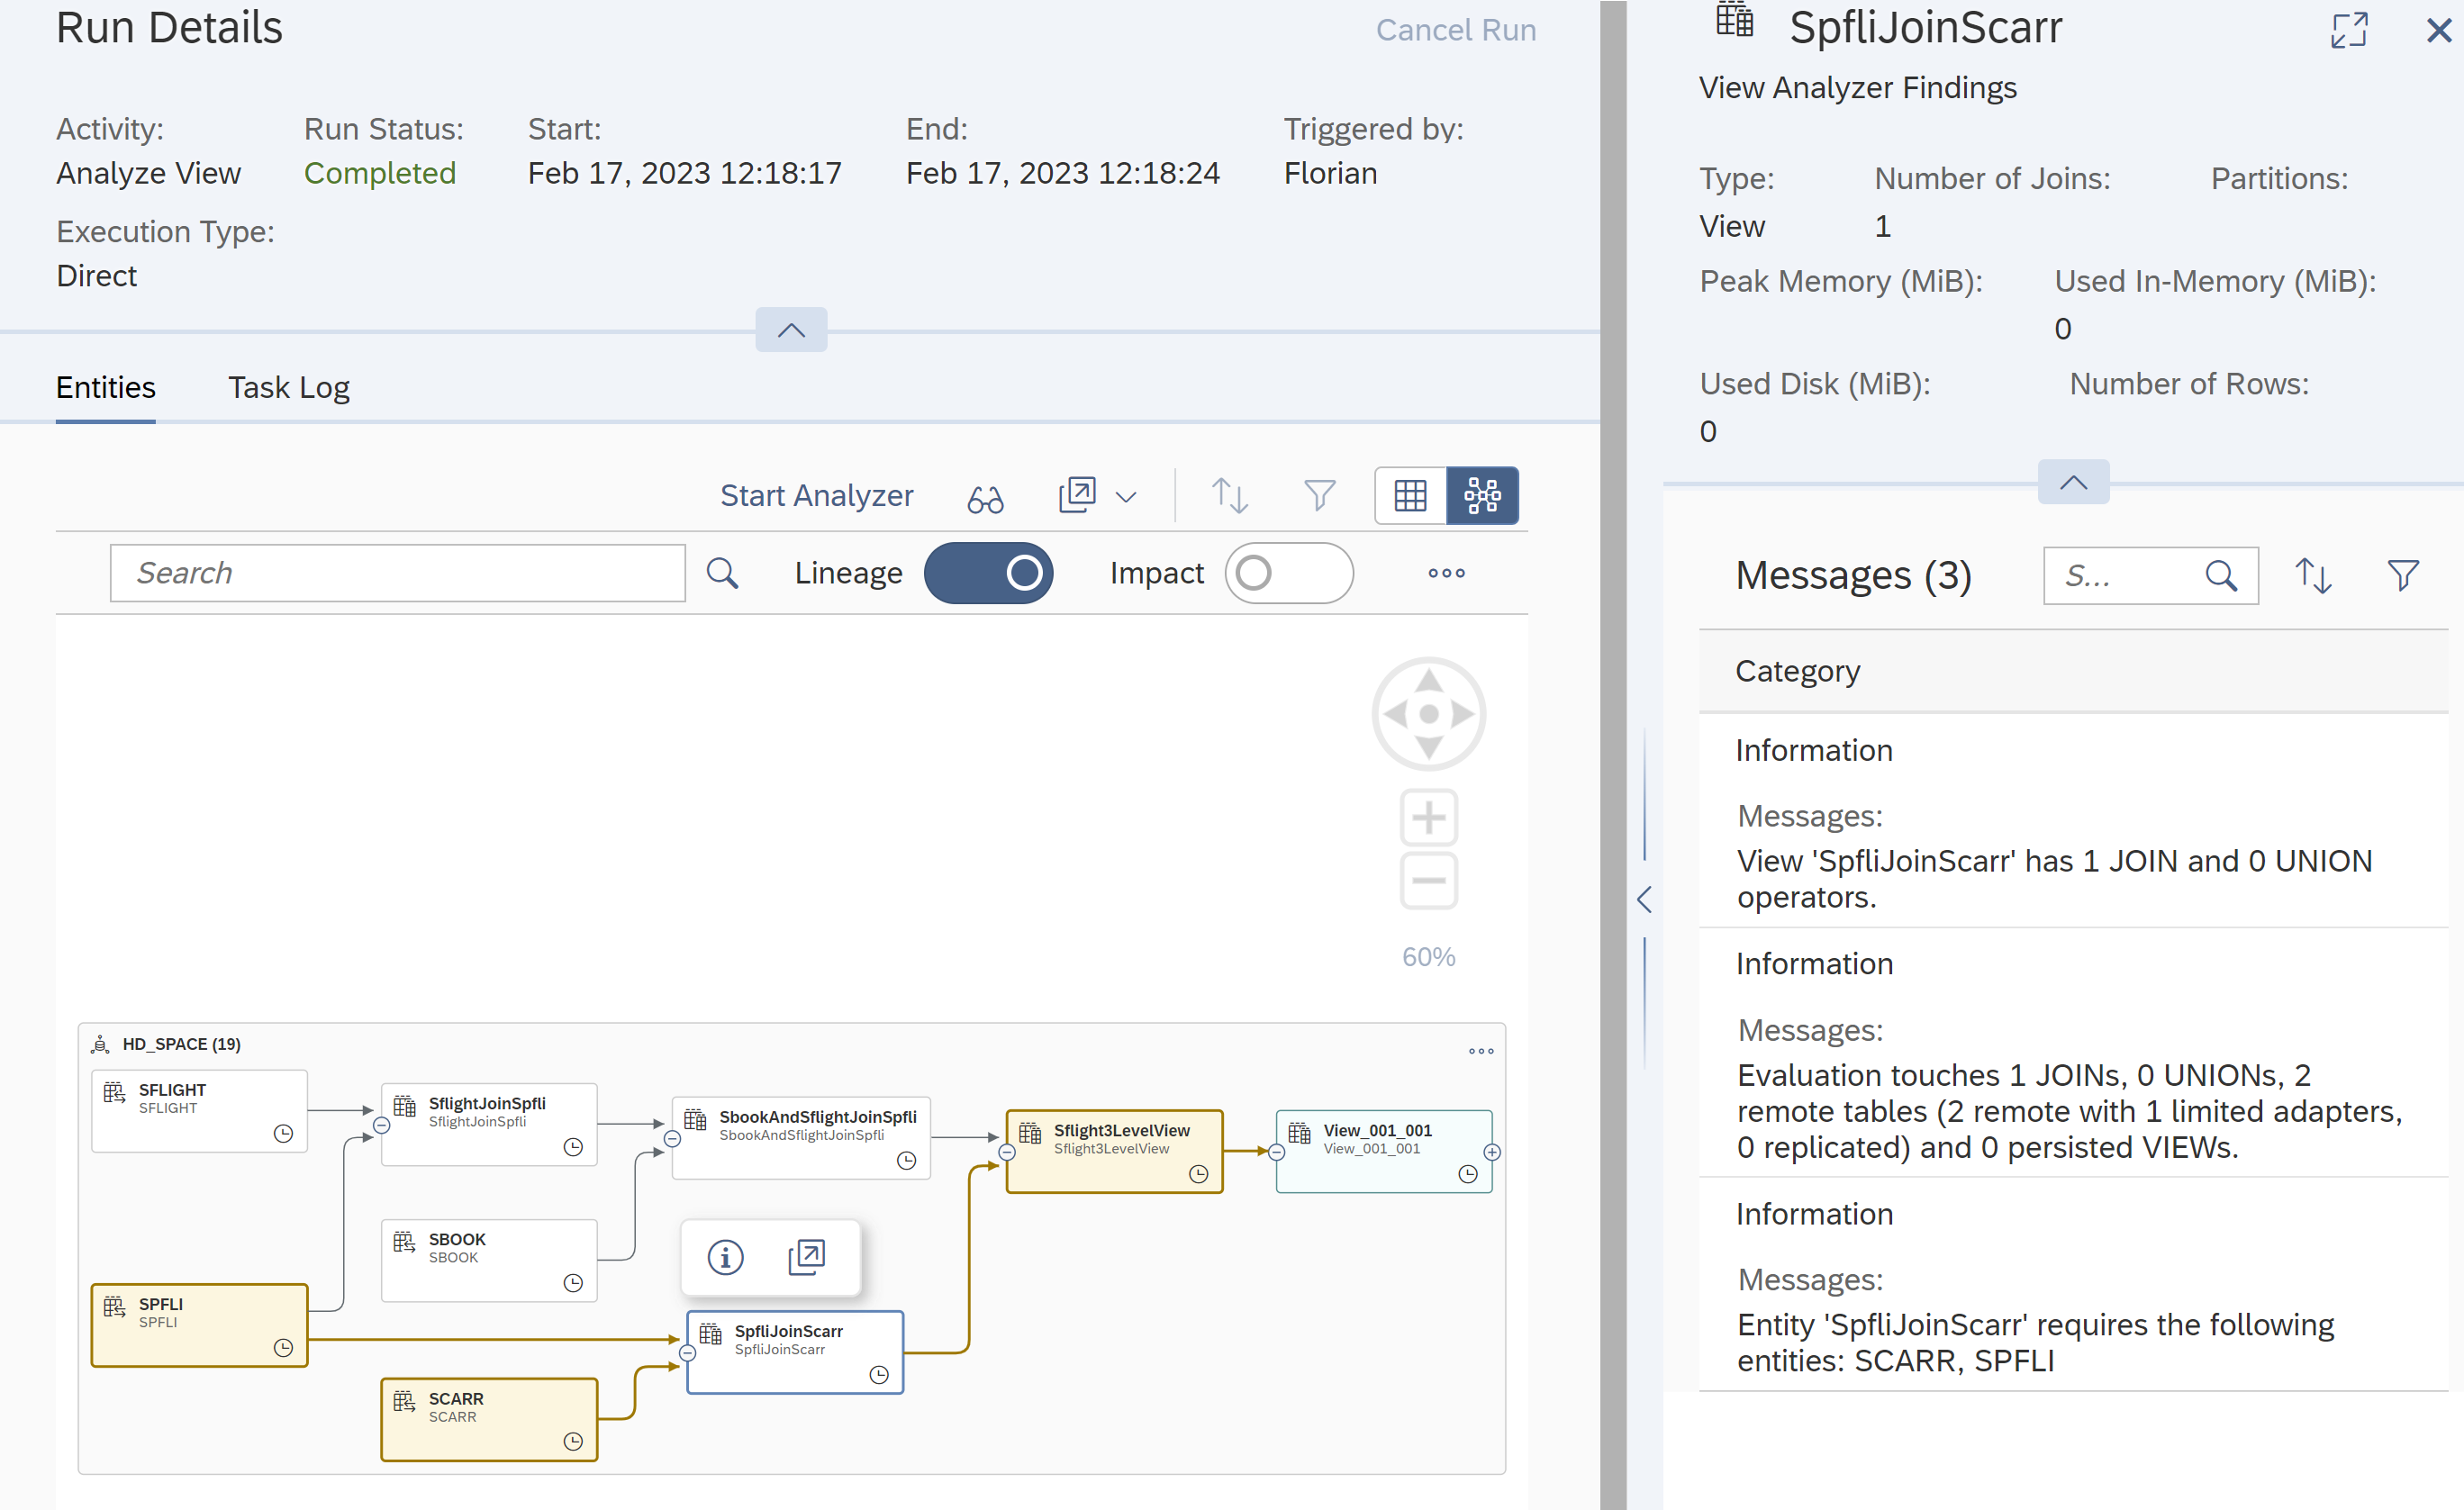 Run Details
Cancel Run
Activity:
Run Status:
Start:
End:
Triggered by:
Analyze View
Completed
Feb 17, 2023 12:18:17
Feb 17, 2023 12:18:24
Florian
Execution Type:
Direct
Entities
Task Log
Start Analyzer
Search
Lineage
Impact
60%
HD_SPACE (19)
SFLIGHT
SFLIGHT
SflightJoinSpfli
SflightJoinSpfli
SbookAndSflightJoinSpfli
SbookAndSflightJoinSpfli
Sflight3LevelView
Sflight3LevelView
View_001_001
View_001_001
SBOOK
SBOOK
SPFLI
SPFLI
SpfliJoinScarr
SpfliJoinScarr
SCARR
SCARR
SpfliJoinScarr
View Analyzer Findings
Type:
Number of Joins:
Partitions:
View
1
Peak Memory (MiB):
Used In-Memory (MiB):
0
Used Disk (MiB):
Number of Rows:
0
Messages (3)
S...
Category
Information
Messages:
View 'SpfliJoinScarr' has 1 JOIN and 0 UNION
operators.
Information
Messages:
Evaluation touches 1 JOINs, 0 UNIONs, 2
remote tables (2 remote with 1 limited adapters,
0 replicated) and 0 persisted VIEWs.
Information
Messages:
Entity 'SpfliJoinScarr' requires the following
entities: SCARR, SPFLI